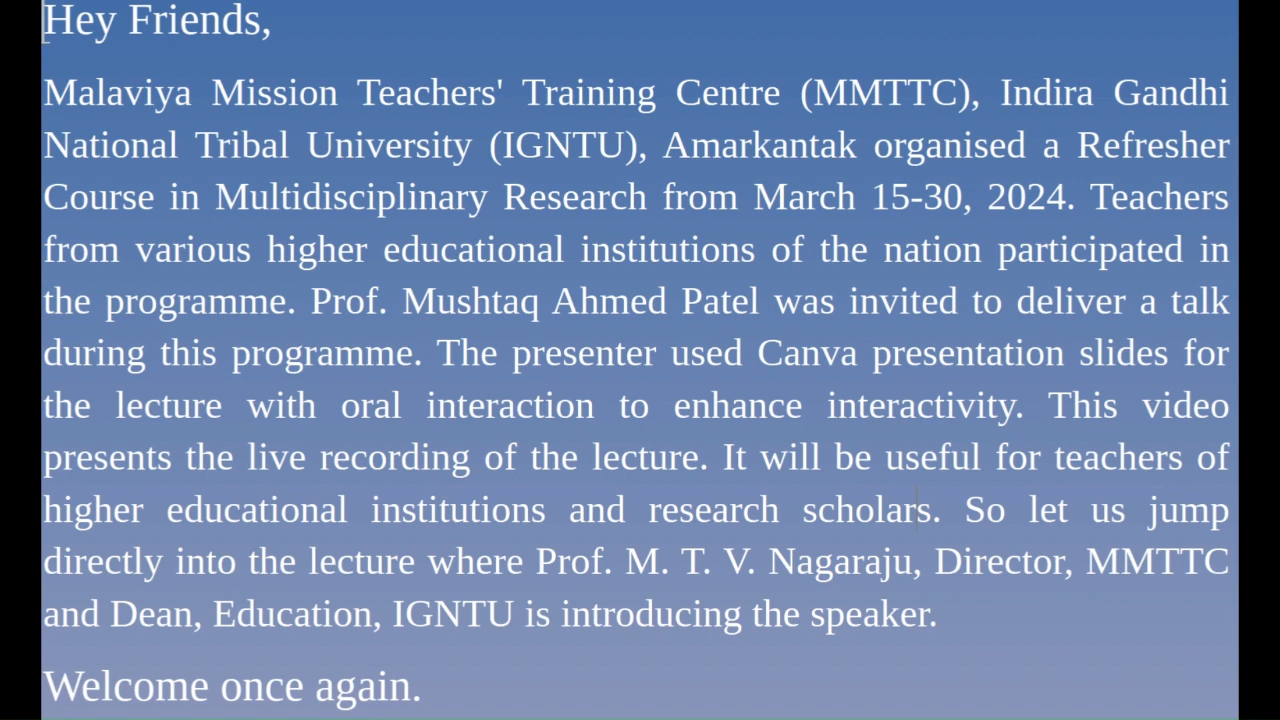 Hey Friends,
Malaviya Mission Teachers' Training Centre (MMTTC), Indira Gandhi
National Tribal University (IGNTU), Amarkantak organised a Refresher
Course in Multidisciplinary Research from March 15-30, 2024. Teachers
from various higher educational institutions of the nation participated in
the programme. Prof. Mushtaq Ahmed Patel was invited to deliver a talk
during this programme. The presenter used Canva presentation slides for
the lecture with oral interaction to enhance interactivity. This video
presents the live recording of the lecture. It will be useful for teachers of
higher educational institutions and research scholars. So let us jump
directly into the lecture where Prof. M. T. V. Nagaraju, Director, MMTTC
and Dean, Education, IGNTU is introducing the speaker.
Welcome once again.